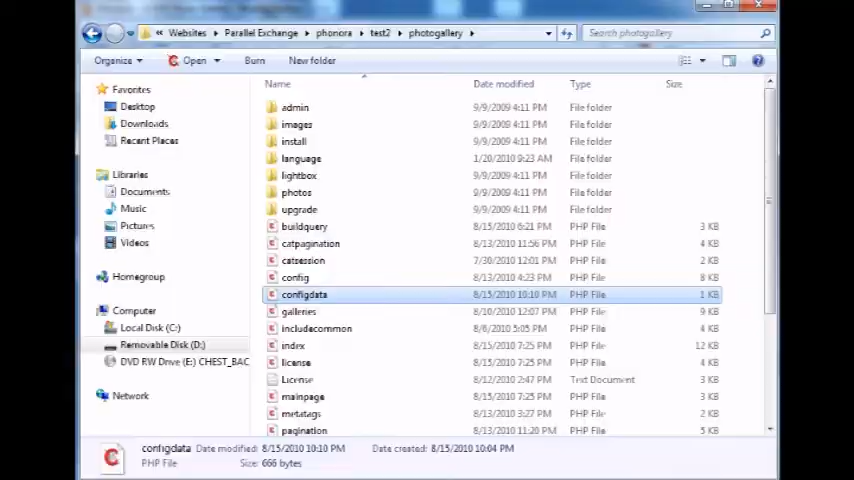 « Websites ▸ Parallel Exchange ▸ phonora ▸ test2 ▸ photogallery ▸ Search photogallery
Organize Open Burn New folder
Name Date modified Type Size
Favorites
Desktop
Downloads
Recent Places
Libraries
Documents
Music
Pictures
Videos
Homegroup
Computer
Local Disk (C:)
Removable Disk (D:)
DVD RW Drive (E:) CHEST_BAC
Network
admin 9/9/2009 4:11 PM File folder
images 9/9/2009 4:11 PM File folder
install 9/9/2009 4:11 PM File folder
language 1/20/2010 9:23 AM File folder
lightbox 9/9/2009 4:11 PM File folder
photos 9/9/2009 4:11 PM File folder
upgrade 9/9/2009 4:11 PM File folder
buildquery 8/15/2010 6:21 PM PHP File 3 KB
catpagination 8/13/2010 11:56 PM PHP File 4 KB
catsession 7/30/2010 12:01 PM PHP File 2 KB
config 8/13/2010 4:23 PM PHP File 8 KB
configdata 8/15/2010 10:10 PM PHP File 1 KB
galleries 8/10/2010 12:07 PM PHP File 9 KB
includecommon 8/6/2010 5:05 PM PHP File 4 KB
index 8/15/2010 7:25 PM PHP File 12 KB
license 8/15/2010 7:25 PM PHP File 4 KB
License 8/12/2010 2:47 PM Text Document 3 KB
mainpage 8/15/2010 7:25 PM PHP File 4 KB
metatags 8/13/2010 3:27 PM PHP File 2 KB
pagination 8/13/2010 11:20 PM PHP File 5 KB
configdata Date modified: 8/15/2010 10:10 PM Date created: 8/15/2010 10:04 PM
PHP File Size: 666 bytes